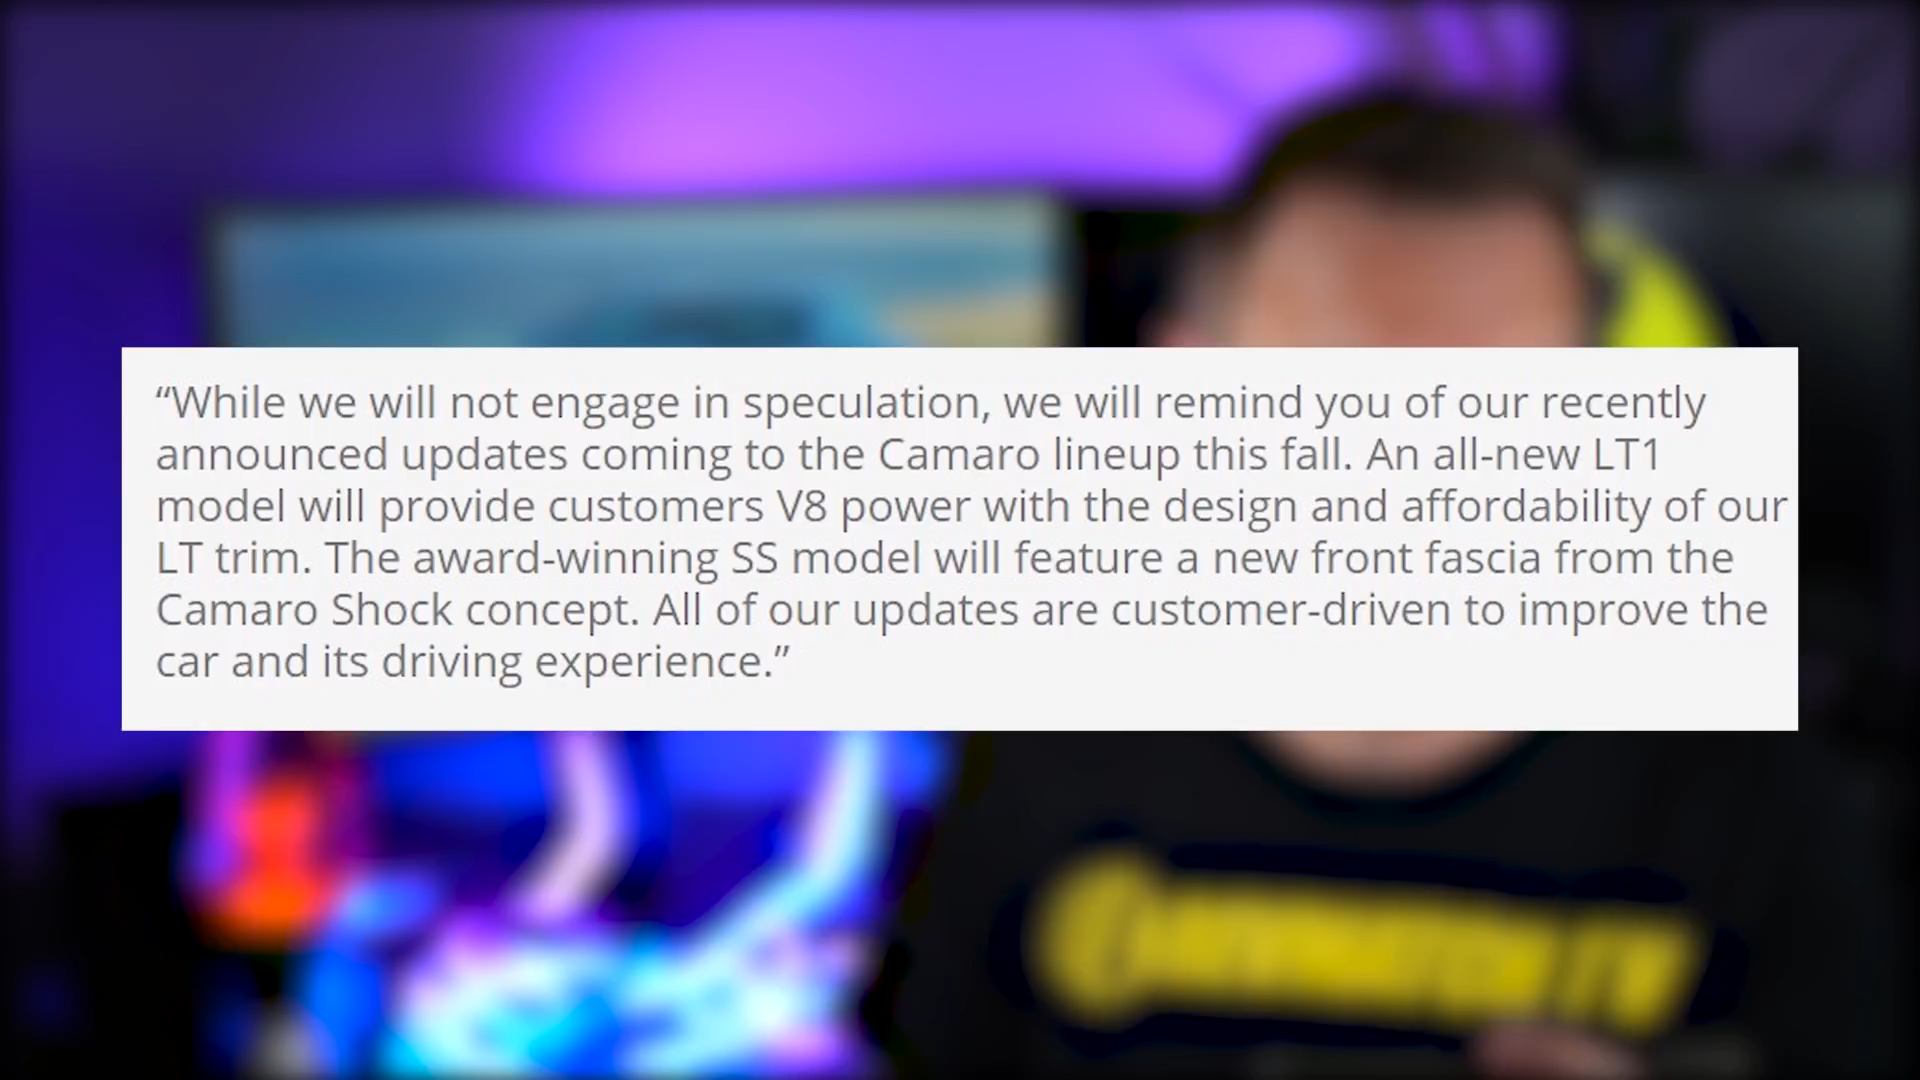 “While we will not engage in speculation, we will remind you of our recently
announced updates coming to the Camaro lineup this fall. An all-new LT1
model will provide customers V8 power with the design and affordability of our
LT trim. The award-winning SS model will feature a new front fascia from the
Camaro Shock concept. All of our updates are customer-driven to improve the
car and its driving experience.”